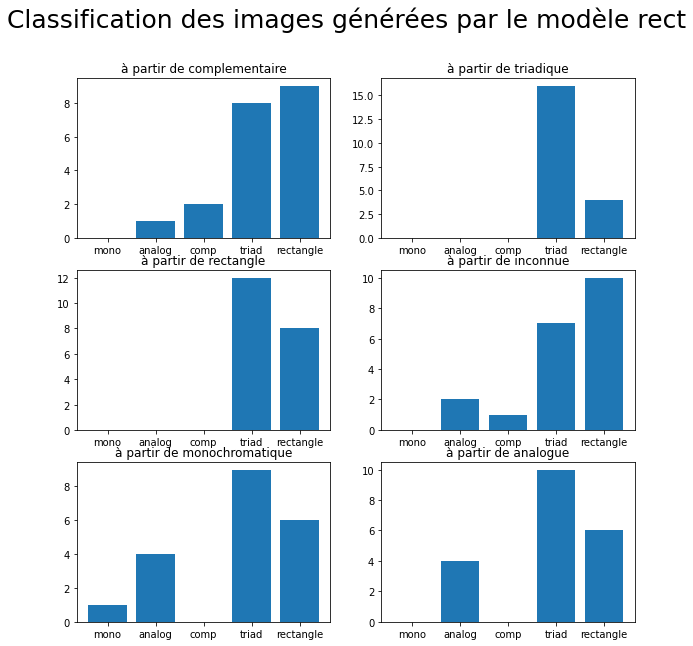 Classification des images générées par le modèle rect
à partir de complementaire
8
6
4
2
0
mono analog comp triad rectangle
à partir de triadique
15.0
12.5
10.0
7.5
5.0
2.5
0.0
mono analog comp triad rectangle
à partir de rectangle
12
10
8
6
4
2
0
mono analog comp triad rectangle
à partir de inconnue
10
8
6
4
2
0
mono analog comp triad rectangle
à partir de monochromatique
8
6
4
2
0
mono analog comp triad rectangle
à partir de analogue
10
8
6
4
2
0
mono analog comp triad rectangle